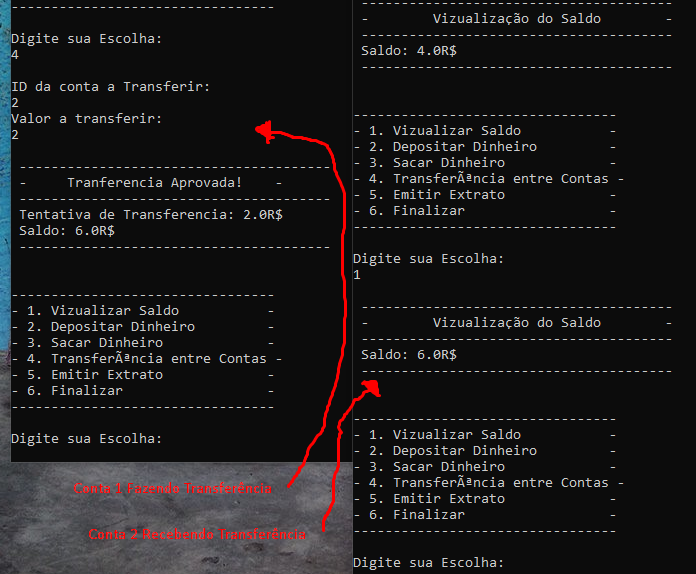 -----------------------------
Digite sua Escolha:
4
ID da conta a Transferir:
2
Valor a transferir:
2
---------------------------------------
-     Tranferencia Aprovada!    -
---------------------------------------
Tentativa de Transferencia: 2.0R$
Saldo: 6.0R$
---------------------------------------
---------------------------------
- 1. Vizualizar Saldo           -
- 2. Depositar Dinheiro         -
- 3. Sacar Dinheiro             -
- 4. TransferÃªncia entre Contas -
- 5. Emitir Extrato             -
- 6. Finalizar                  -
---------------------------------
Digite sua Escolha:
---------------------------------------
-        Vizualização do Saldo        -
---------------------------------------
Saldo: 4.0R$
---------------------------------------
---------------------------------
- 1. Vizualizar Saldo           -
- 2. Depositar Dinheiro         -
- 3. Sacar Dinheiro             -
- 4. TransferÃªncia entre Contas -
- 5. Emitir Extrato             -
- 6. Finalizar                  -
---------------------------------
Digite sua Escolha:
1
---------------------------------------
-        Vizualização do Saldo        -
---------------------------------------
Saldo: 6.0R$
---------------------------------------
---------------------------------
- 1. Vizualizar Saldo           -
- 2. Depositar Dinheiro         -
- 3. Sacar Dinheiro             -
- 4. TransferÃªncia entre Contas -
- 5. Emitir Extrato             -
- 6. Finalizar                  -
---------------------------------
Digite sua Escolha:
Conta 1 Fazendo Transferência
Conta 2 Recebendo Transferência